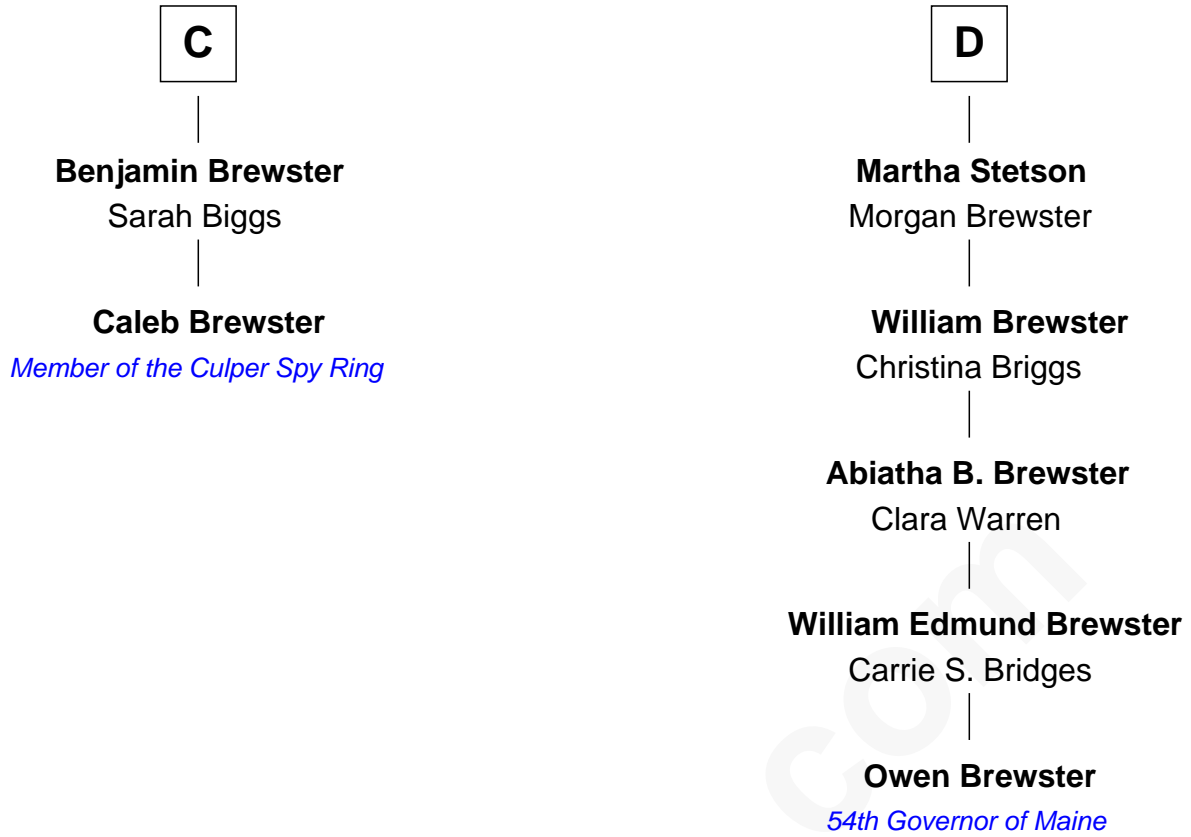 C
Benjamin Brewster
Sarah Biggs
Caleb Brewster
Member of the Culper Spy Ring
D
Martha Stetson
Morgan Brewster
William Brewster
Christina Briggs
Abiatha B. Brewster
Clara Warren
William Edmund Brewster
Carrie S. Bridges
Owen Brewster
54th Governor of Maine
com